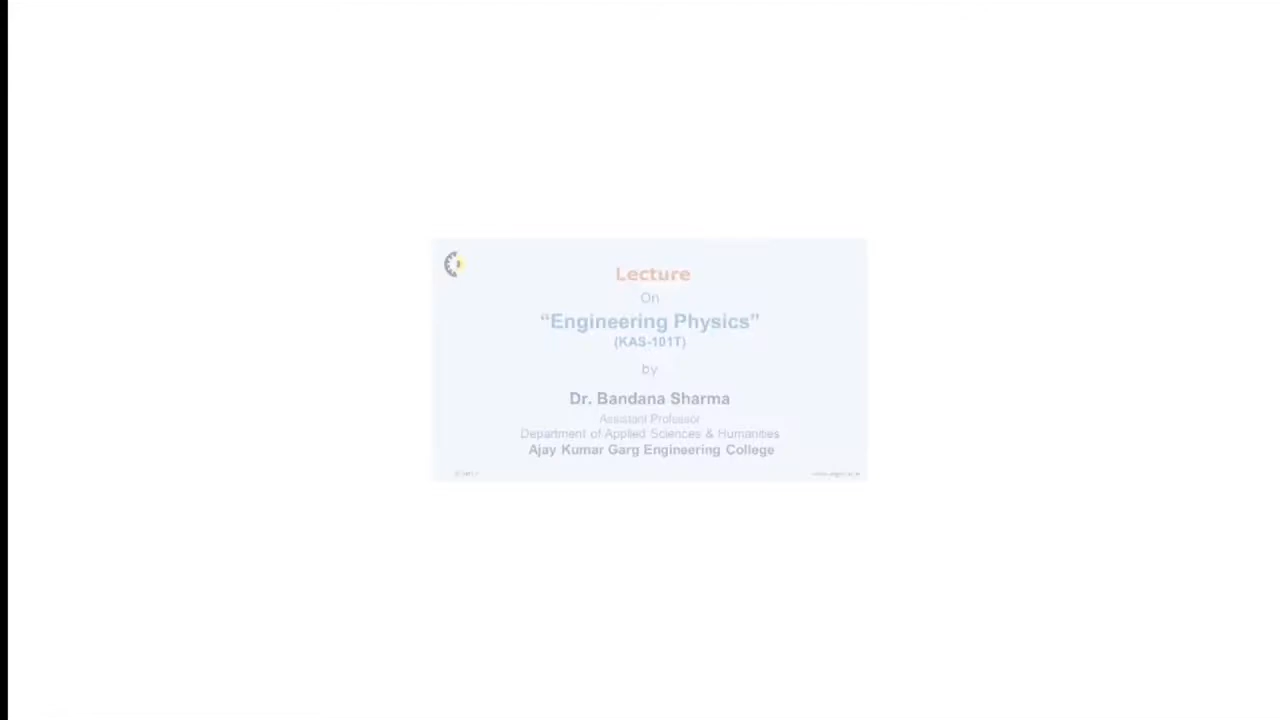 Lecture
On
“Engineering Physics”
(KAS-101T)
by
Dr. Bandana Sharma
Assistant Professor
Department of Applied Sciences & Humanities
Ajay Kumar Garg Engineering College